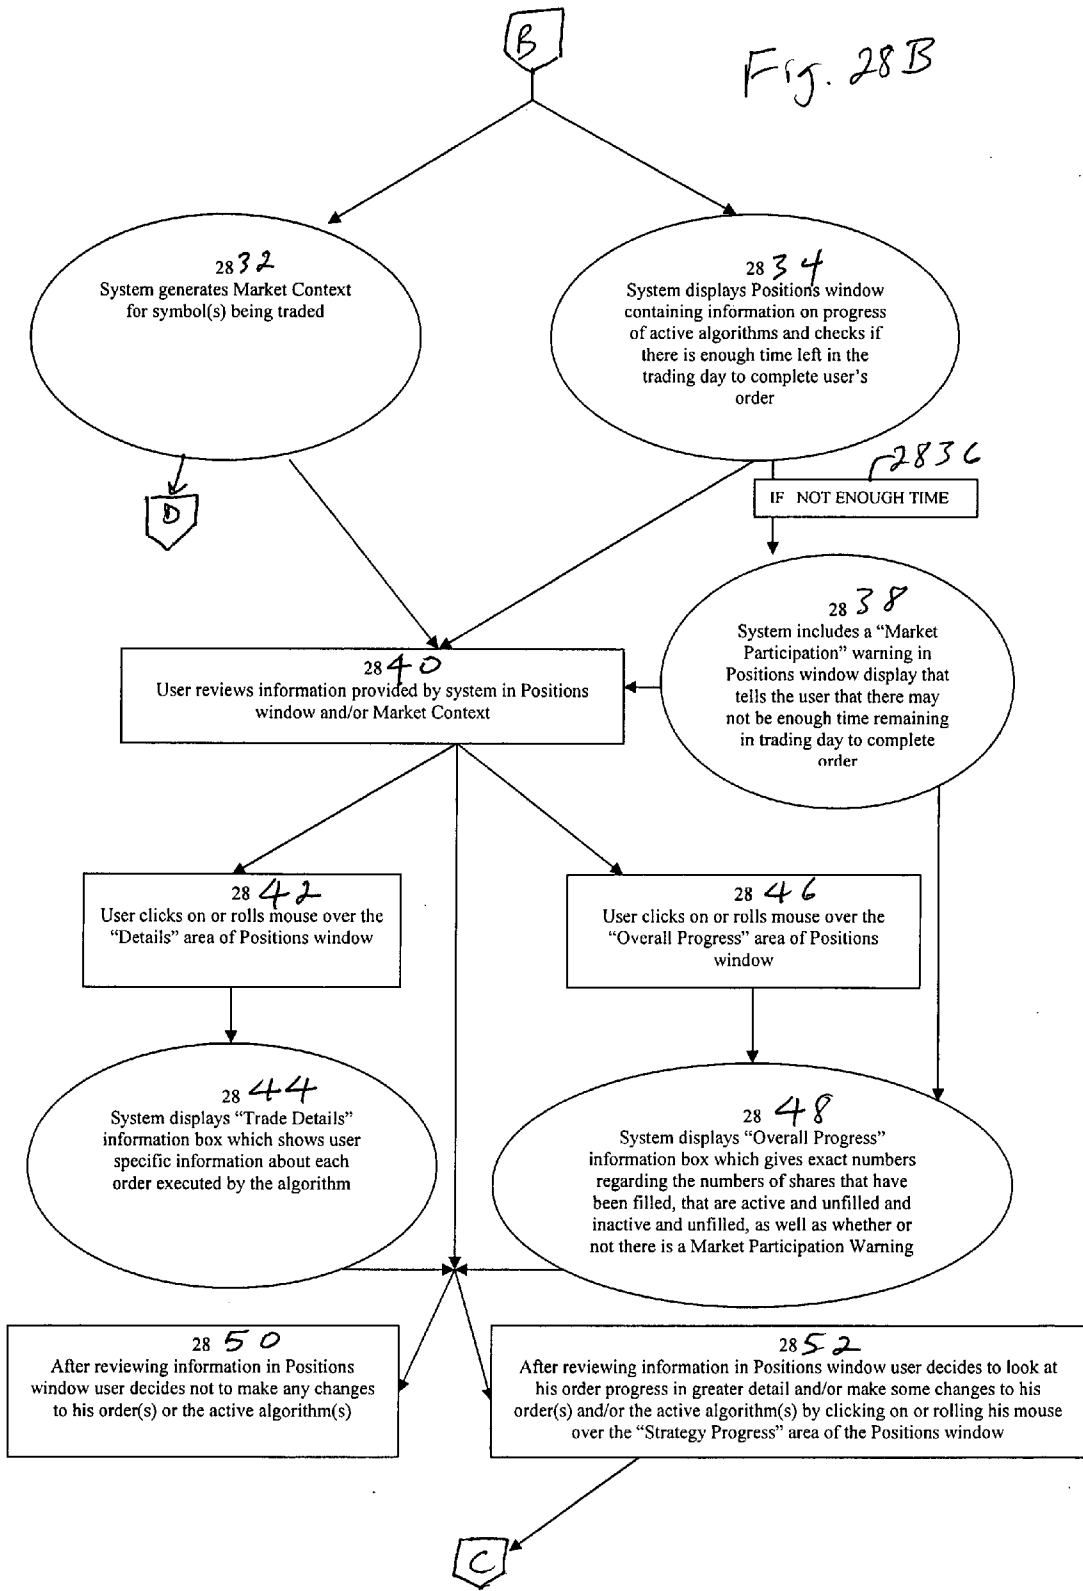 B
Fig. 28B
2832
System generates Market Context
for symbol(s) being traded
2834
System displays Positions window
containing information on progress
of active algorithms and checks if
there is enough time left in the
trading day to complete user's
order
2836
IF NOT ENOUGH TIME
D
2838
System includes a “Market
Participation” warning in
Positions window display that
tells the user that there may
not be enough time remaining
in trading day to complete
order
2840
User reviews information provided by system in Positions
window and/or Market Context
2842
User clicks on or rolls mouse over the
“Details” area of Positions window
2846
User clicks on or rolls mouse over the
“Overall Progress” area of Positions
window
2844
System displays “Trade Details”
information box which shows user
specific information about each
order executed by the algorithm
2848
System displays “Overall Progress”
information box which gives exact numbers
regarding the numbers of shares that have
been filled, that are active and unfilled and
inactive and unfilled, as well as whether or
not there is a Market Participation Warning
2850
After reviewing information in Positions
window user decides not to make any changes
to his order(s) or the active algorithm(s)
2852
After reviewing information in Positions window user decides to look at
his order progress in greater detail and/or make some changes to his
order(s) and/or the active algorithm(s) by clicking on or rolling his mouse
over the “Strategy Progress” area of the Positions window
C